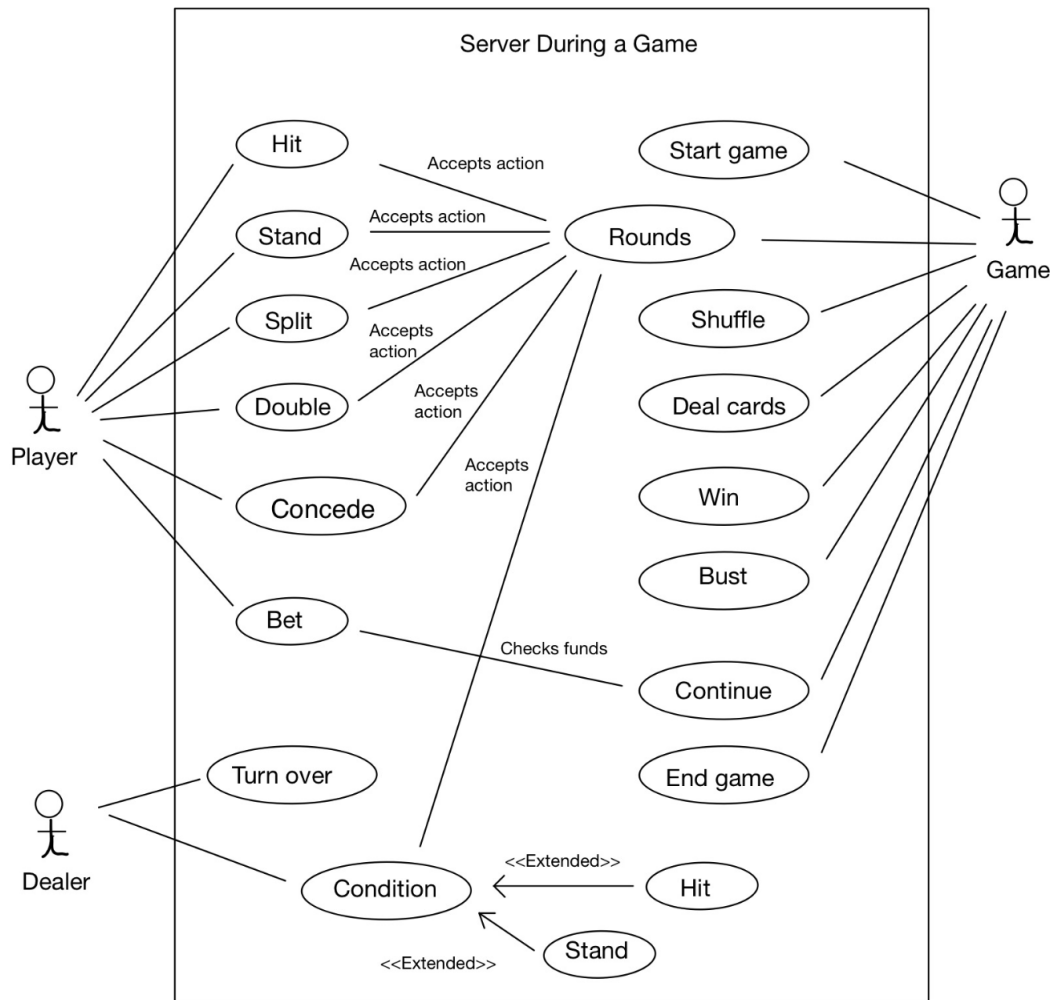 Server During a Game
Hit
Accepts action
Start game
Stand
Accepts action
Rounds
Game
Accepts action
Split
Shuffle
Accepts
action
Double
Accepts
action
Deal cards
Player
Accepts
action
Concede
Win
Bust
Bet
Checks funds
Continue
Turn over
End game
Dealer
Condition
<<Extended>>
Hit
<<Extended>>
Stand